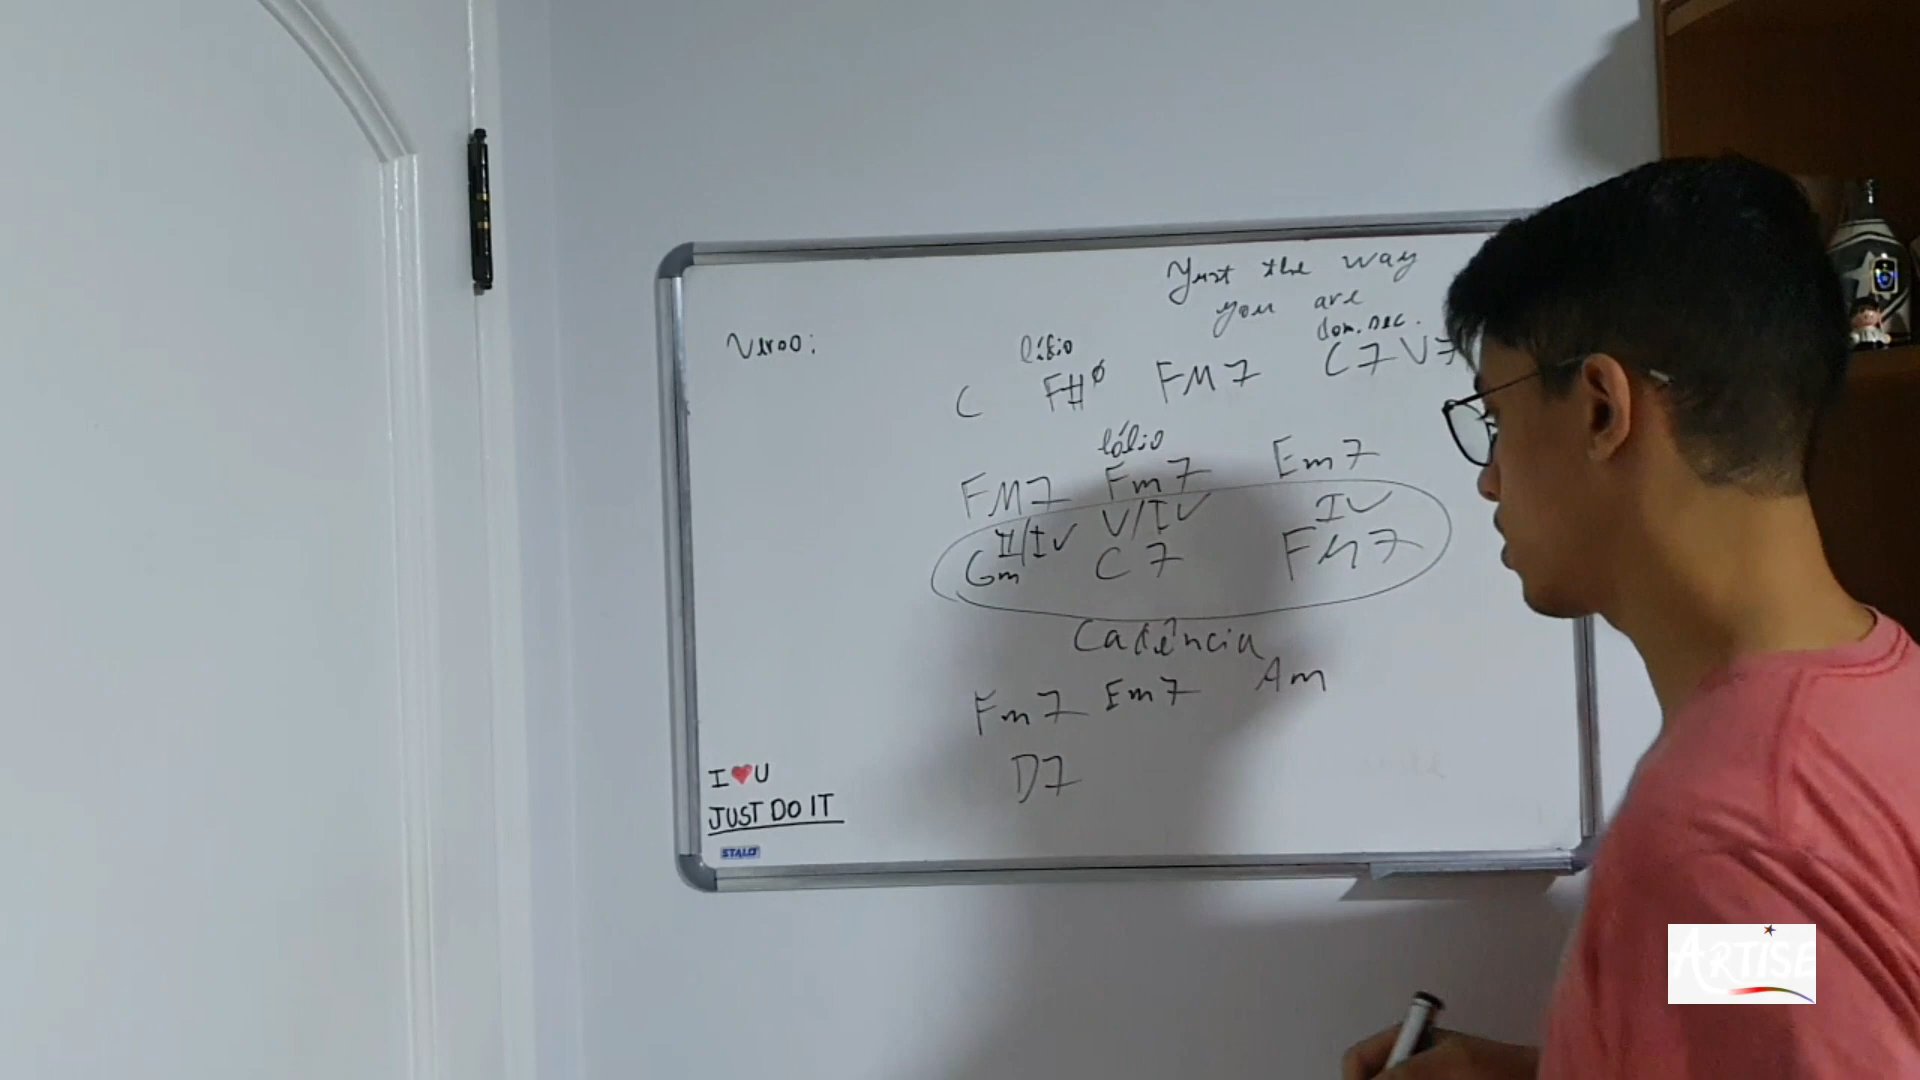 Just the way
you are
Verso:
lídio
dom. sec.
C F#ø FM7 C7 V7
lídio
FM7 Fm7 Em7
II/IV V/IV IV
Gm C7 FM7
Cadência
Fm7 Em7 Am
D7
I ❤ U
JUST DO IT
STALO
ARTISE